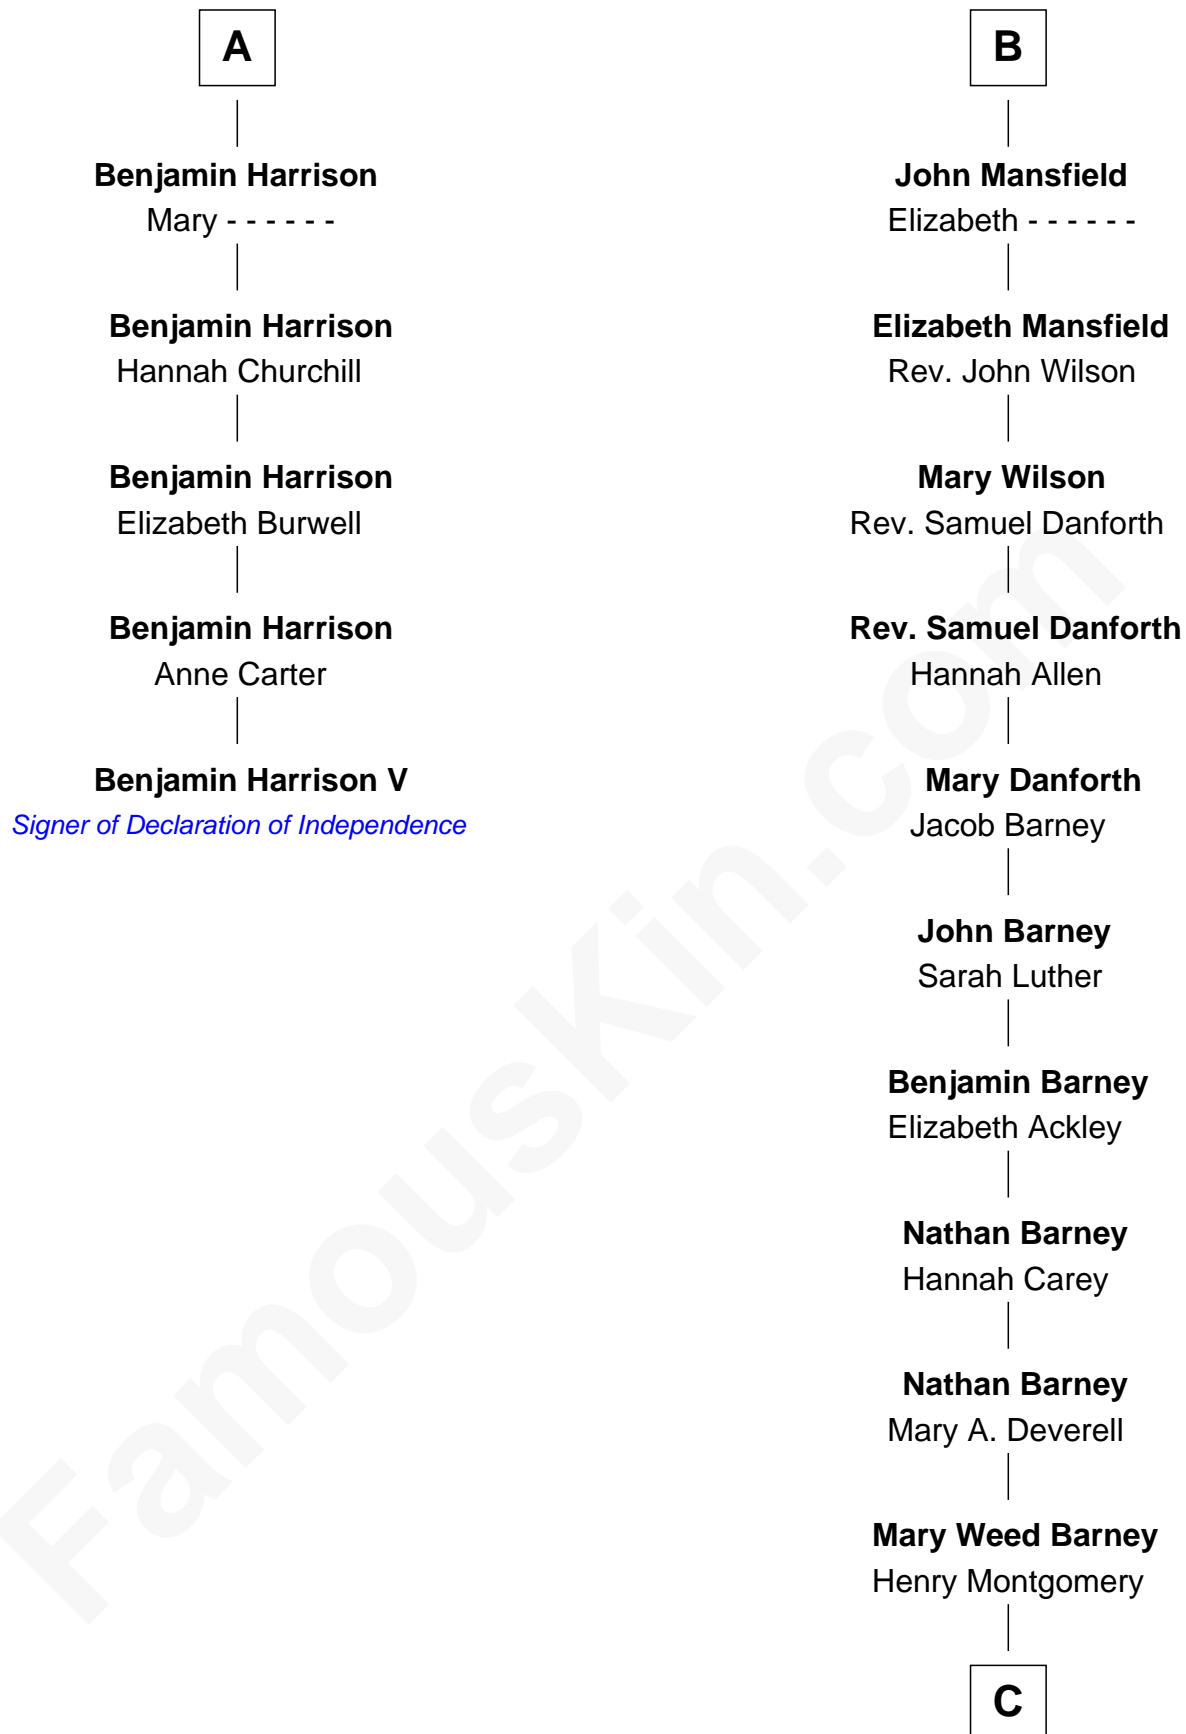 A
Benjamin Harrison
Mary - - - - - -
Benjamin Harrison
Hannah Churchill
Benjamin Harrison
Elizabeth Burwell
Benjamin Harrison
Anne Carter
Benjamin Harrison V
Signer of Declaration of Independence
B
John Mansfield
Elizabeth - - - - - -
Elizabeth Mansfield
Rev. John Wilson
Mary Wilson
Rev. Samuel Danforth
Rev. Samuel Danforth
Hannah Allen
Mary Danforth
Jacob Barney
John Barney
Sarah Luther
Benjamin Barney
Elizabeth Ackley
Nathan Barney
Hannah Carey
Nathan Barney
Mary A. Deverell
Mary Weed Barney
Henry Montgomery
C
FamousKin.com